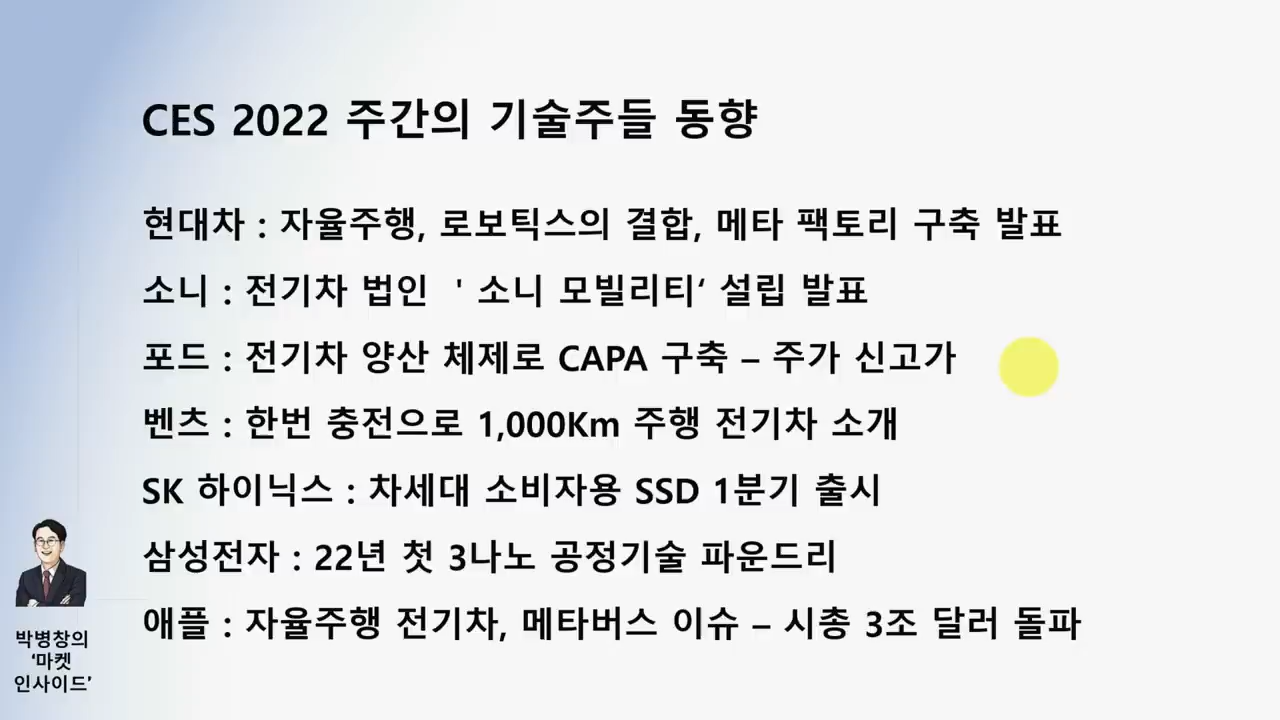 CES 2022 주간의 기술주들 동향
현대차 : 자율주행, 로보틱스의 결합, 메타 팩토리 구축 발표
소니 : 전기차 법인 ' 소니 모빌리티‘ 설립 발표
포드 : 전기차 양산 체제로 CAPA 구축 – 주가 신고가
벤츠 : 한번 충전으로 1,000Km 주행 전기차 소개
SK 하이닉스 : 차세대 소비자용 SSD 1분기 출시
삼성전자 : 22년 첫 3나노 공정기술 파운드리
애플 : 자율주행 전기차, 메타버스 이슈 – 시총 3조 달러 돌파
박병창의
‘마켓
인사이드’